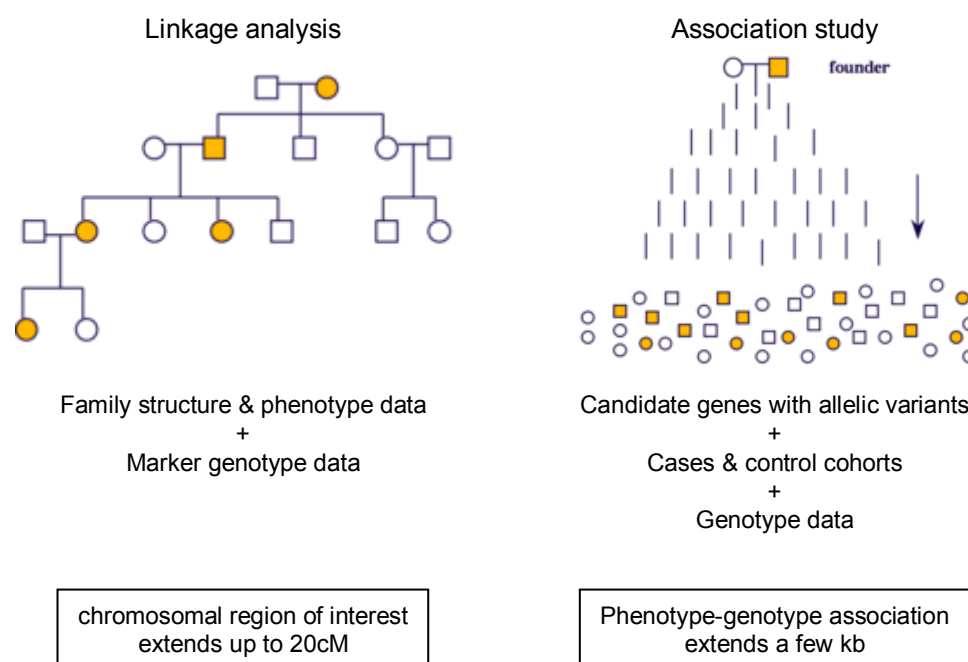 Linkage analysis
Association study
founder
Family structure & phenotype data
+
Marker genotype data
Candidate genes with allelic variants
+
Cases & control cohorts
+
Genotype data
chromosomal region of interest
extends up to 20cM
Phenotype-genotype association
extends a few kb